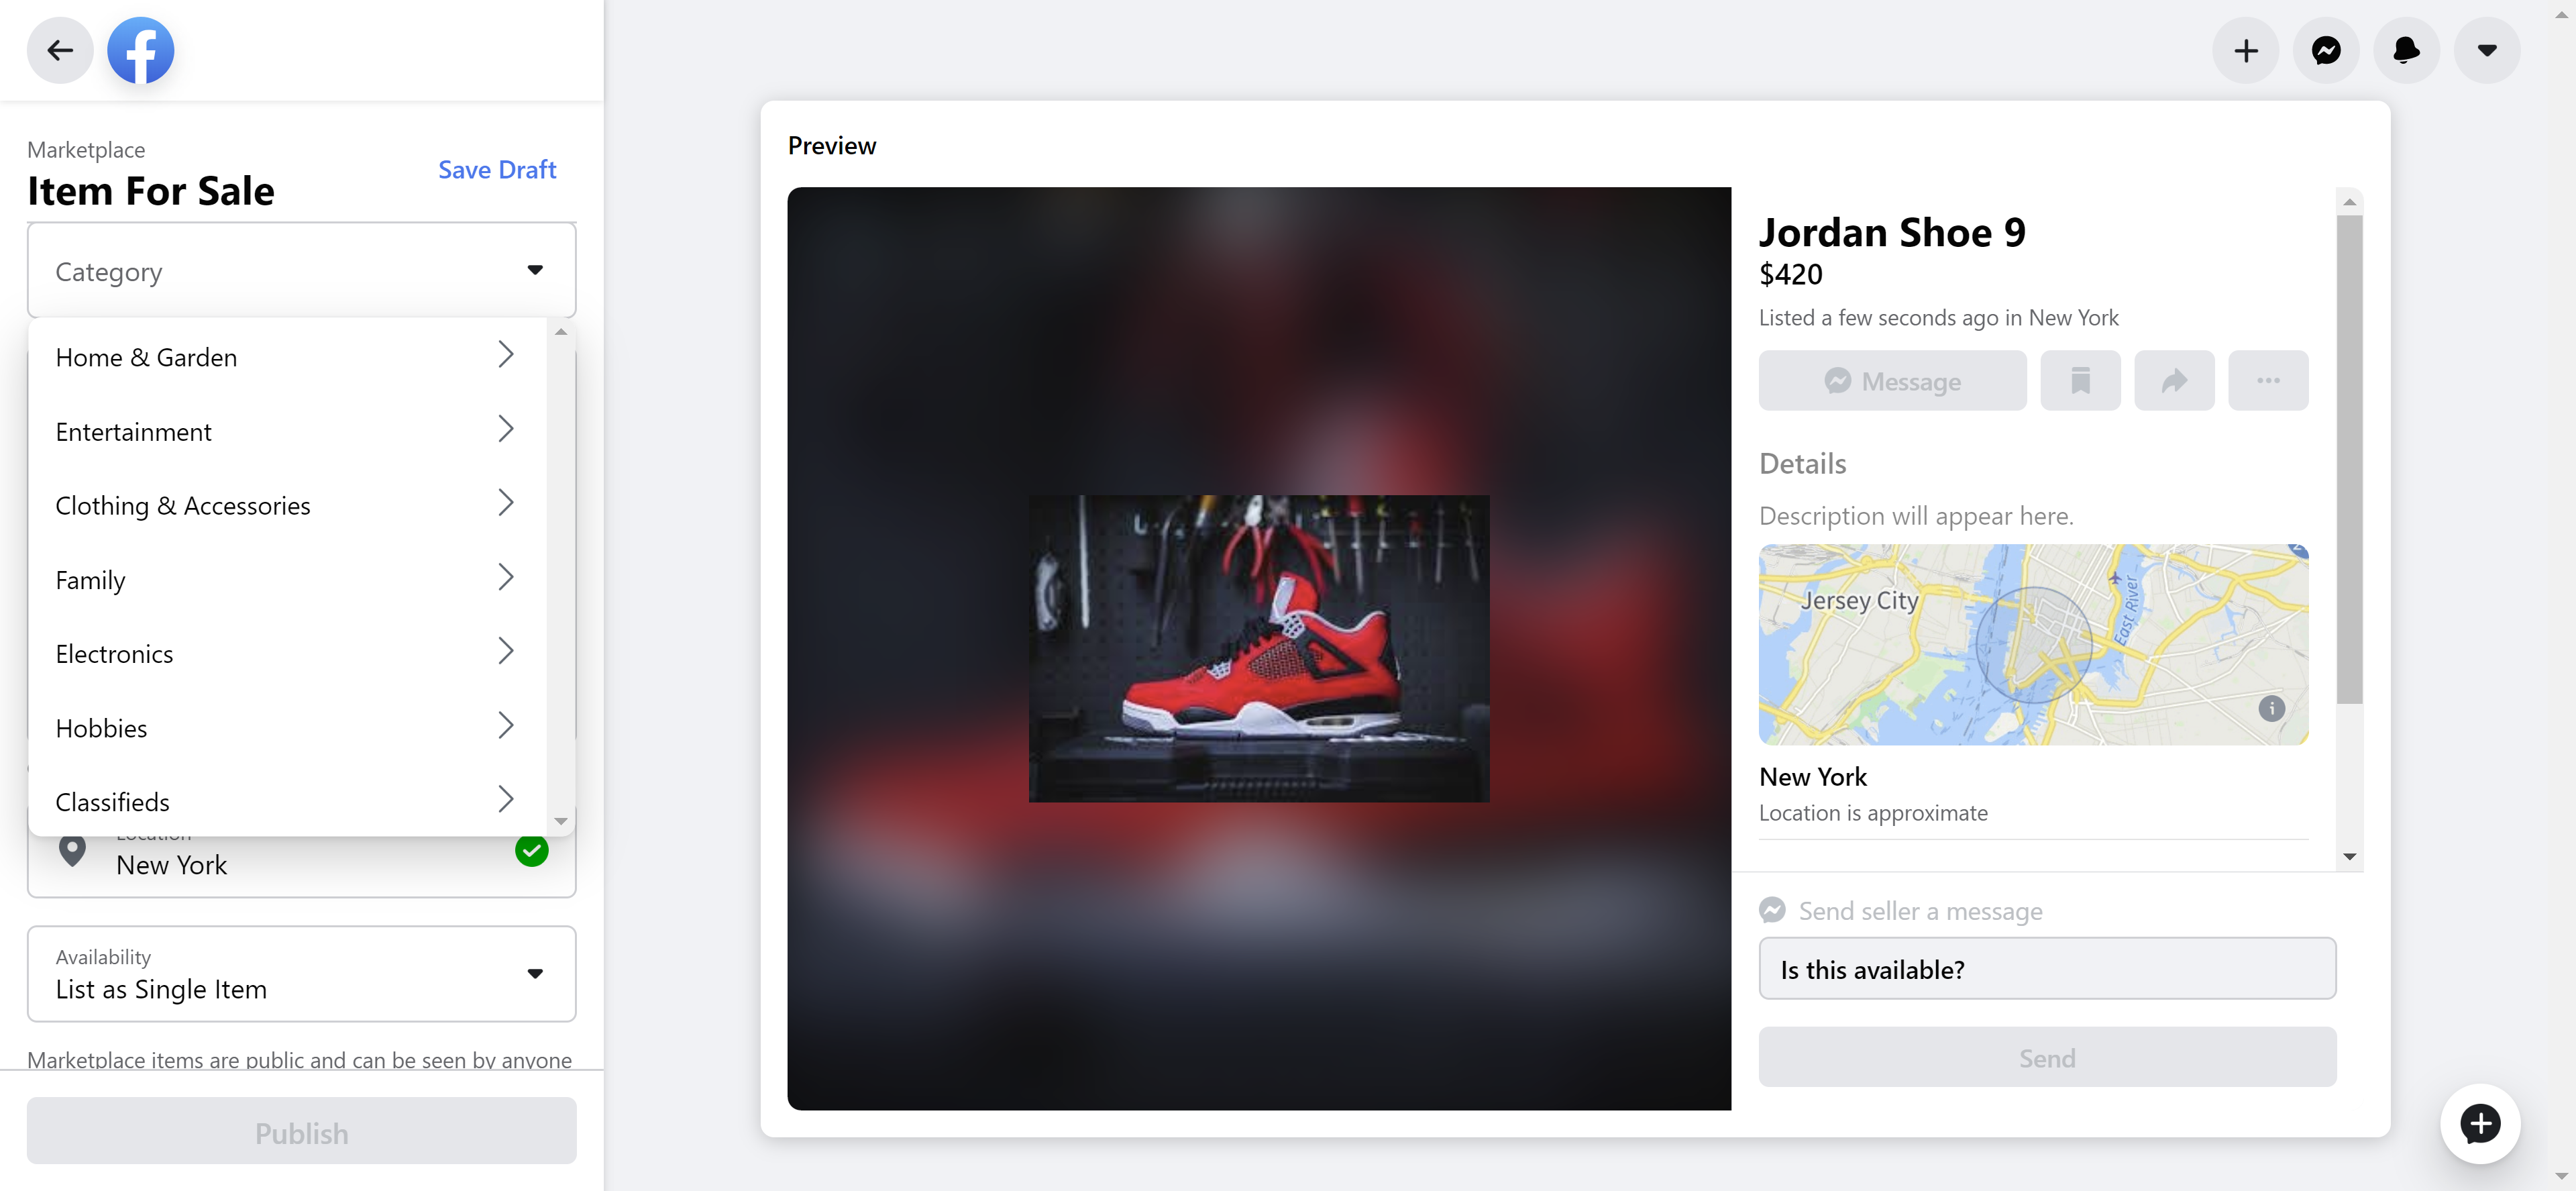 Marketplace
Item For Sale
Save Draft
Category
Home & Garden
Entertainment
Clothing & Accessories
Family
Electronics
Hobbies
Classifieds
Location
New York
Availability
List as Single Item
Marketplace items are public and can be seen by anyone
Publish
Preview
Jordan Shoe 9
$420
Listed a few seconds ago in New York
Message
Details
Description will appear here.
Jersey City
East River
New York
Location is approximate
Send seller a message
Is this available?
Send